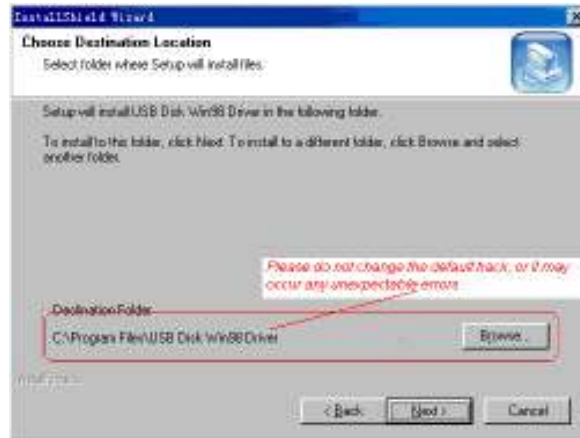 InstallShield Wizard
Choose Destination Location
Select folder where Setup will install files.
Setup will install USB Disk Win98 Driver in the following folder.
To install to this folder, click Next. To install to a different folder, click Browse and select
another folder.
Please do not change the default track, or it may
occur any unexpectable errors
Destination Folder
C:\Program Files\USB Disk Win98 Driver
Browse...
InstallShield
< Back
Next >
Cancel